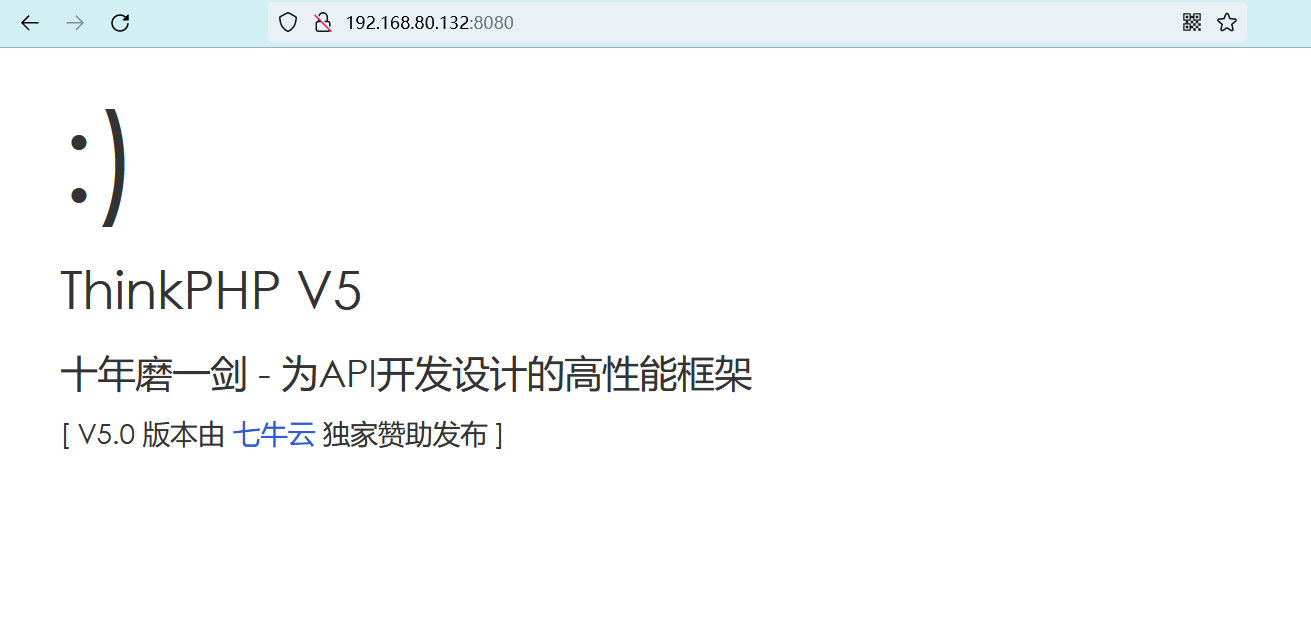 192.168.80.132:8080
:)
ThinkPHP V5
十年磨一剑 - 为API开发设计的高性能框架
[ V5.0 版本由 七牛云 独家赞助发布 ]